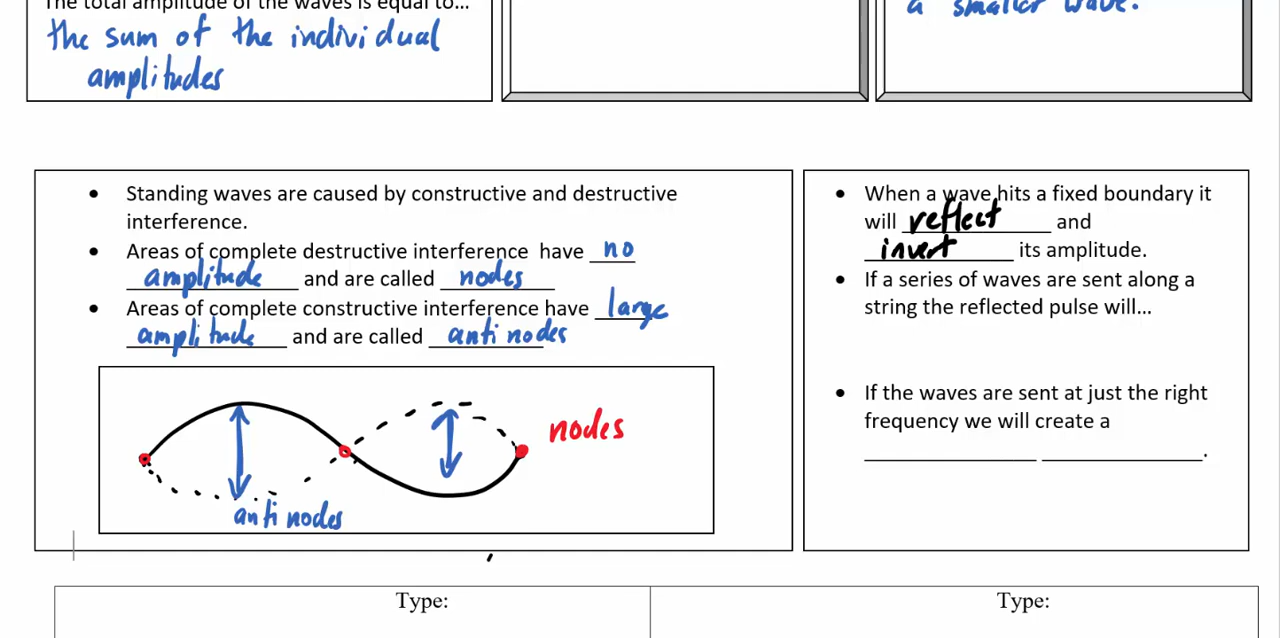 The total amplitude of the waves is equal to...
the sum of the individual
amplitudes
a smaller wave.
• Standing waves are caused by constructive and destructive
interference.
• Areas of complete destructive interference have no
amplitude and are called nodes
• Areas of complete constructive interference have large
amplitude and are called anti nodes
nodes
anti nodes
• When a wave hits a fixed boundary it
will reflect and
invert its amplitude.
• If a series of waves are sent along a
string the reflected pulse will...
• If the waves are sent at just the right
frequency we will create a
____________ ____________.
Type:
Type: